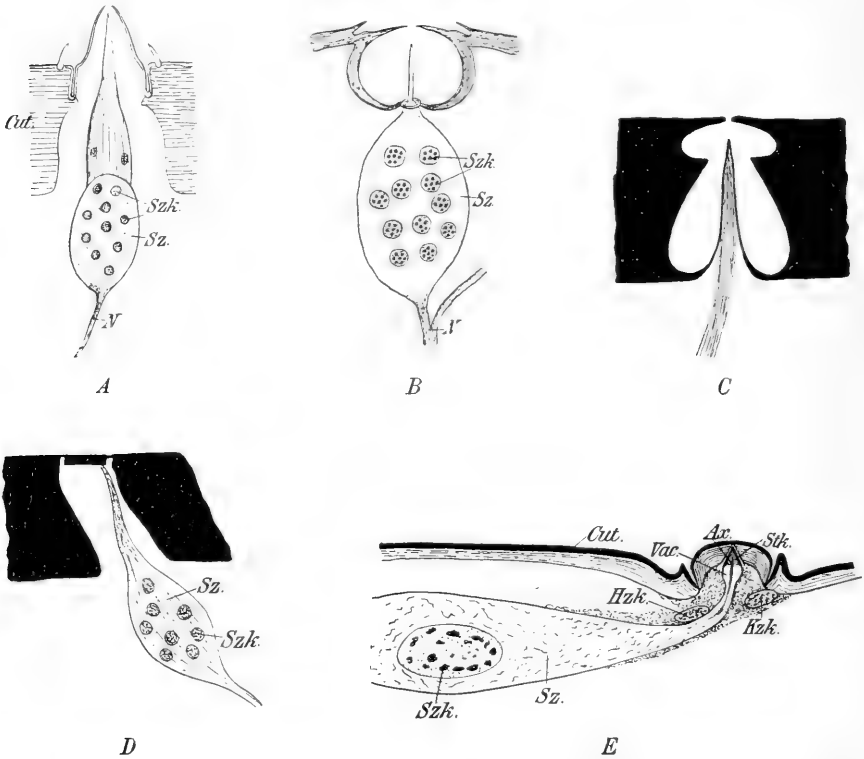 Cut.
Szk.
Sz.
N
A
Szk.
Sz.
N
B
C
Sz.
Szk.
D
Cut.
Vac.
Ax.
Stk.
Hzk.
Kzk.
Szk.
Sz.
E